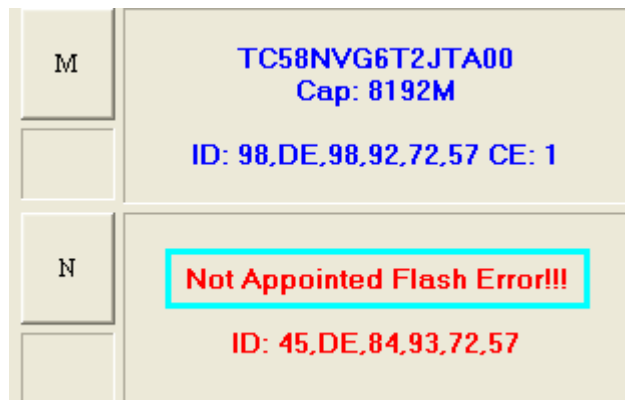 M
TC58NVG6T2JTA00
Cap: 8192M
ID: 98,DE,98,92,72,57 CE: 1
N
Not Appointed Flash Error!!!
ID: 45,DE,84,93,72,57